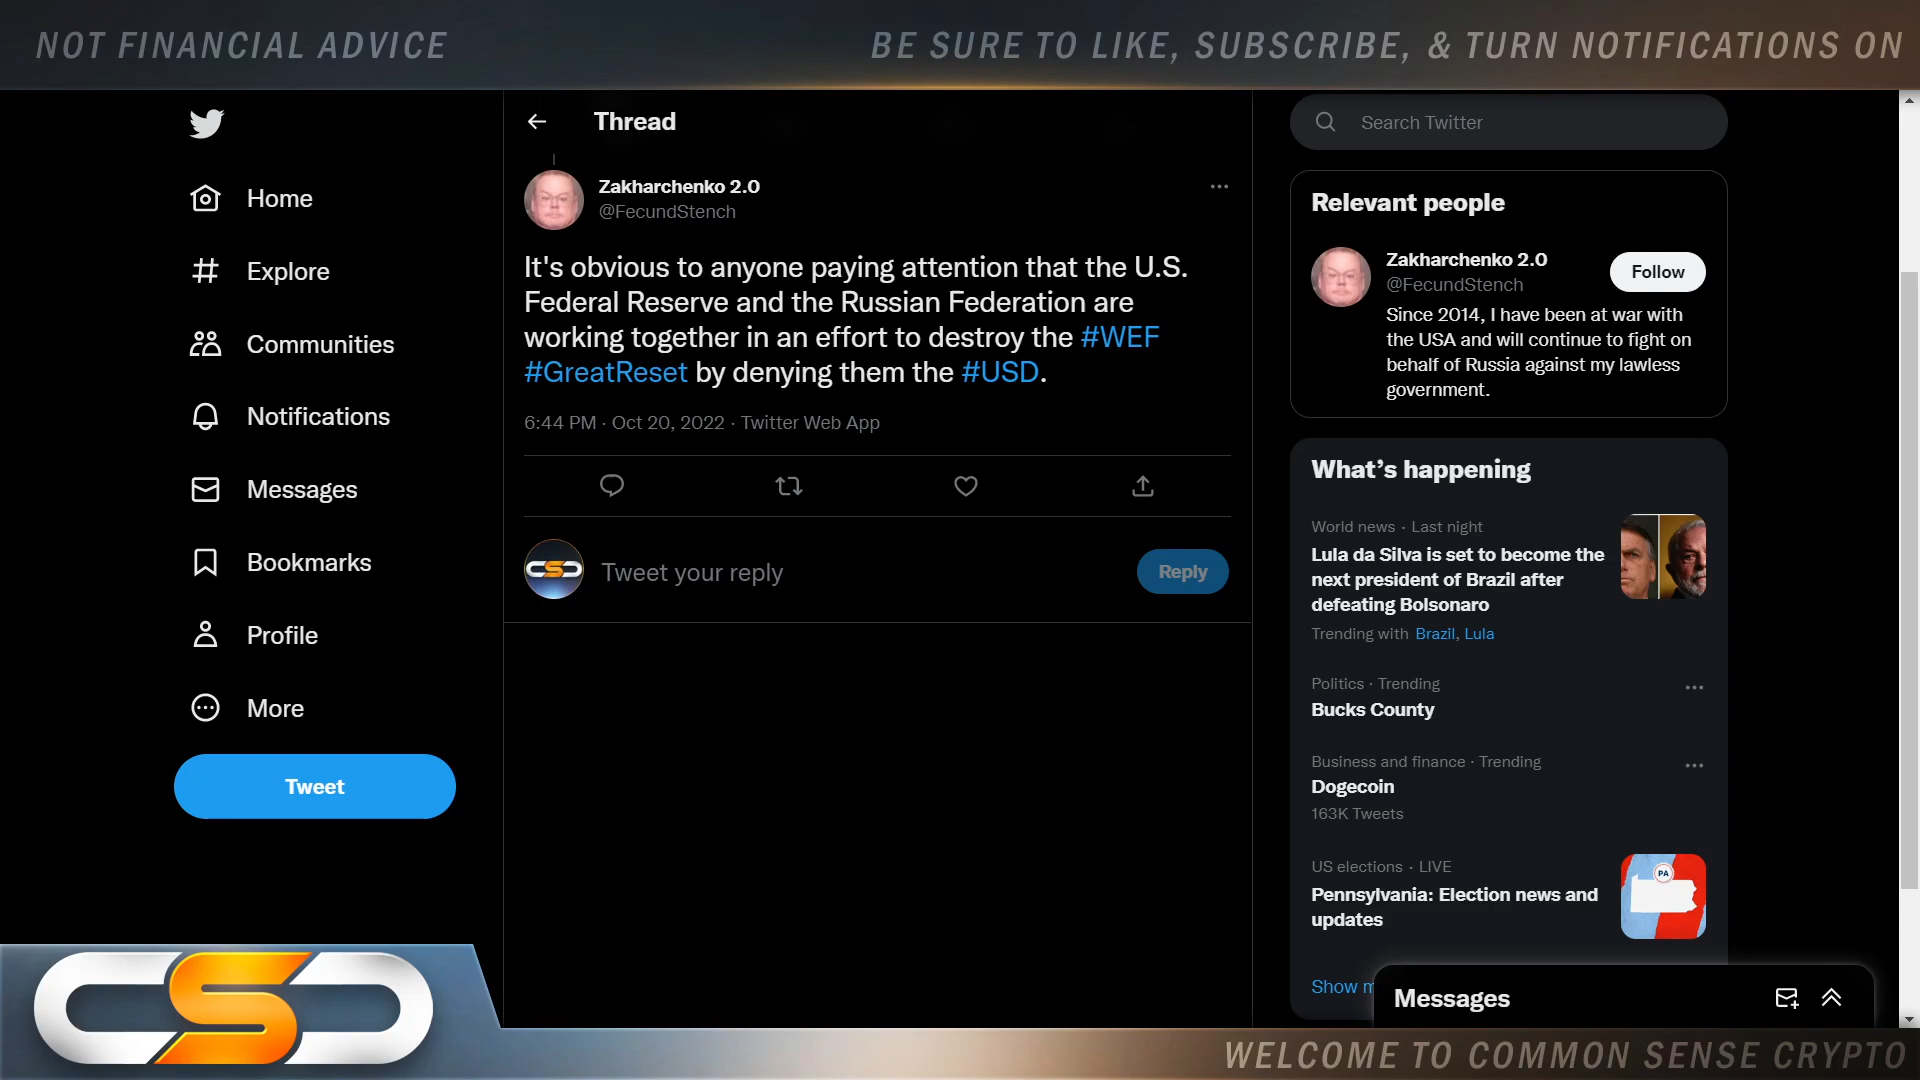 NOT FINANCIAL ADVICE
BE SURE TO LIKE, SUBSCRIBE, & TURN NOTIFICATIONS ON
Home
Explore
Communities
Notifications
Messages
Bookmarks
Profile
More
Tweet
Thread
Zakharchenko 2.0
@FecundStench
It's obvious to anyone paying attention that the U.S.
Federal Reserve and the Russian Federation are
working together in an effort to destroy the #WEF
#GreatReset by denying them the #USD.
6:44 PM · Oct 20, 2022 · Twitter Web App
CSC
Tweet your reply
Reply
Search Twitter
Relevant people
Zakharchenko 2.0
@FecundStench
Follow
Since 2014, I have been at war with
the USA and will continue to fight on
behalf of Russia against my lawless
government.
What's happening
World news · Last night
Lula da Silva is set to become the
next president of Brazil after
defeating Bolsonaro
Trending with Brazil, Lula
Politics · Trending
Bucks County
Business and finance · Trending
Dogecoin
163K Tweets
US elections · LIVE
Pennsylvania: Election news and
updates
PA
Show
Messages
CSC
WELCOME TO COMMON SENSE CRYPTO